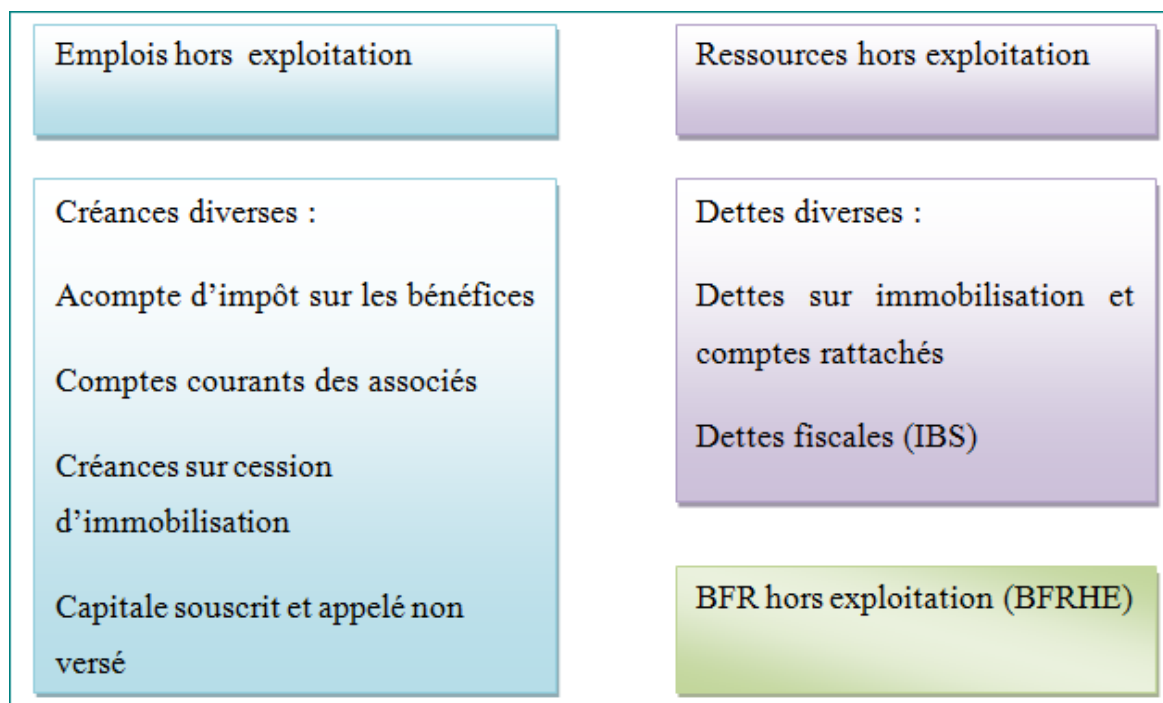 Emplois hors exploitation
Ressources hors exploitation
Créances diverses :
Acompte d’impôt sur les bénéfices
Comptes courants des associés
Créances sur cession
d’immobilisation
Capitale souscrit et appelé non
versé
Dettes diverses :
Dettes sur immobilisation et
comptes rattachés
Dettes fiscales (IBS)
BFR hors exploitation (BFRHE)